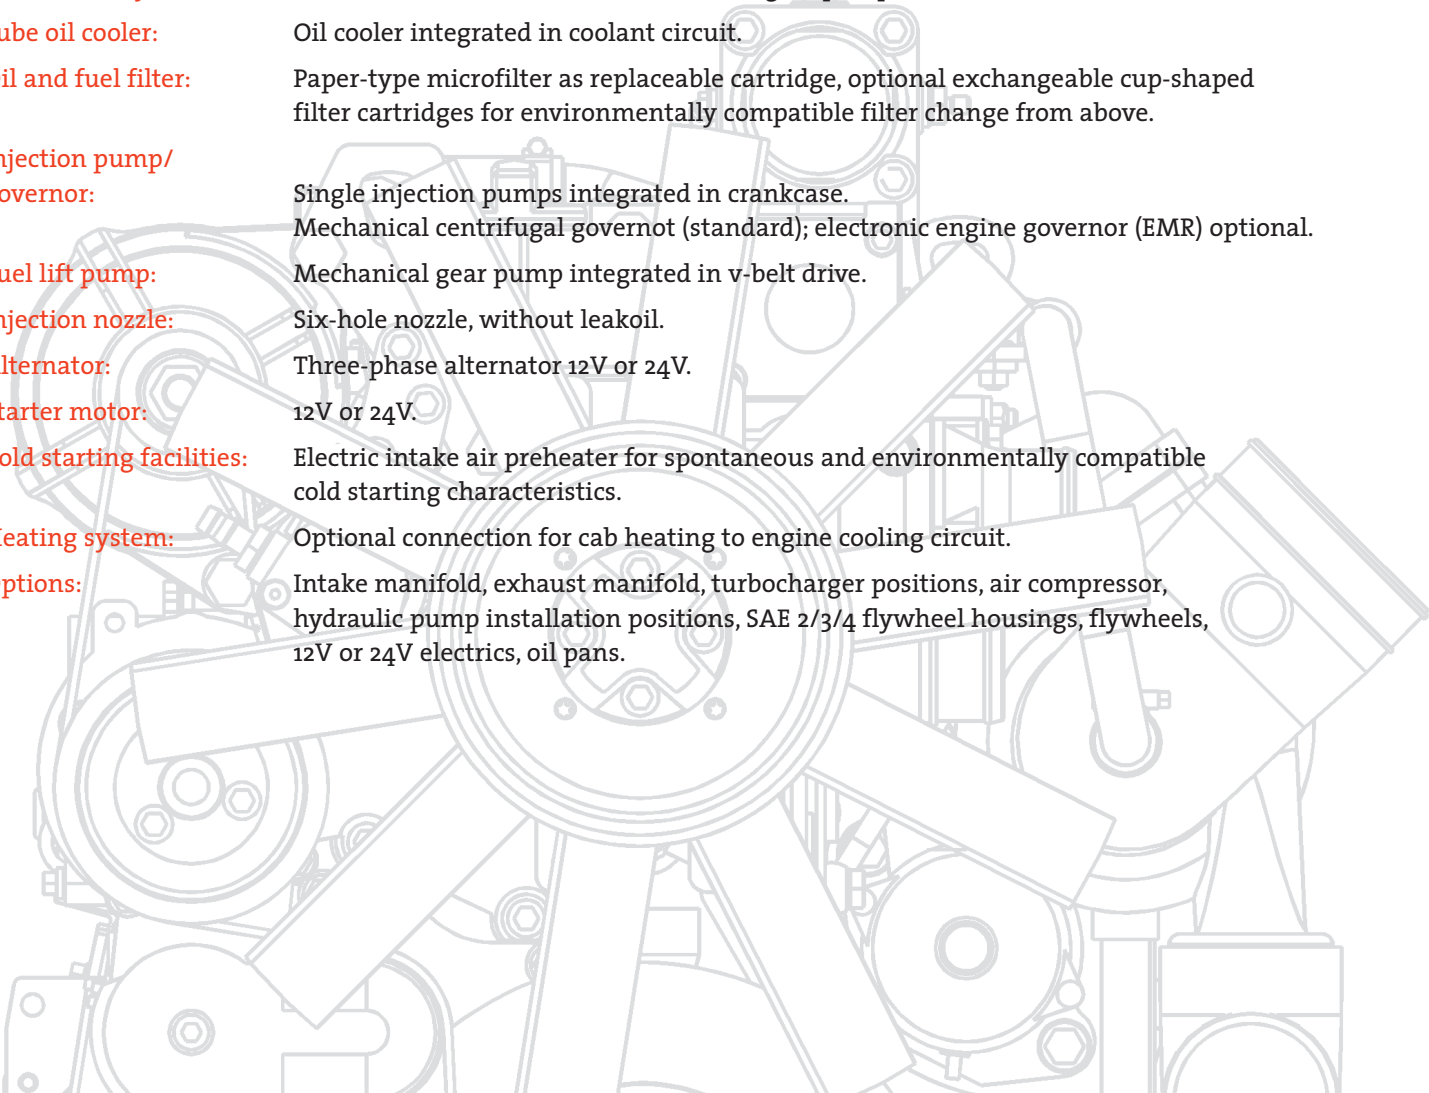 ube oil cooler: Oil cooler integrated in coolant circuit.
il and fuel filter: Paper-type microfilter as replaceable cartridge, optional exchangeable cup-shaped
filter cartridges for environmentally compatible filter change from above.
njection pump/
overnor: Single injection pumps integrated in crankcase.
Mechanical centrifugal governot (standard); electronic engine governor (EMR) optional.
uel lift pump: Mechanical gear pump integrated in v-belt drive.
njection nozzle: Six-hole nozzle, without leakoil.
lternator: Three-phase alternator 12V or 24V.
tarter motor: 12V or 24V.
old starting facilities: Electric intake air preheater for spontaneous and environmentally compatible
cold starting characteristics.
eating system: Optional connection for cab heating to engine cooling circuit.
ptions: Intake manifold, exhaust manifold, turbocharger positions, air compressor,
hydraulic pump installation positions, SAE 2/3/4 flywheel housings, flywheels,
12V or 24V electrics, oil pans.